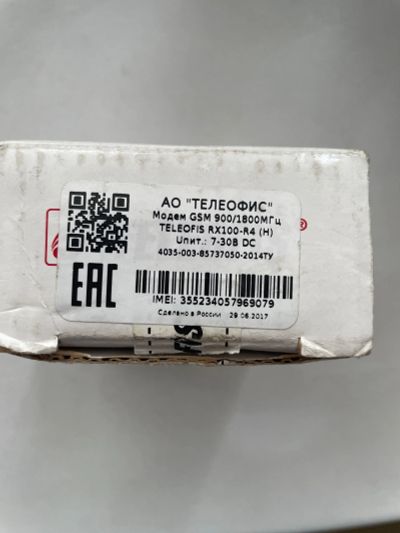 АО "ТЕЛЕОФИС"
Модем GSM 900/1800МГц
TELEOFIS RX100-R4 (H)
Uпит.: 7-30В DC
4035-003-85737050-2014ТУ
EAC
IMEI: 355234057969079
Сделано в России 29.06.2017